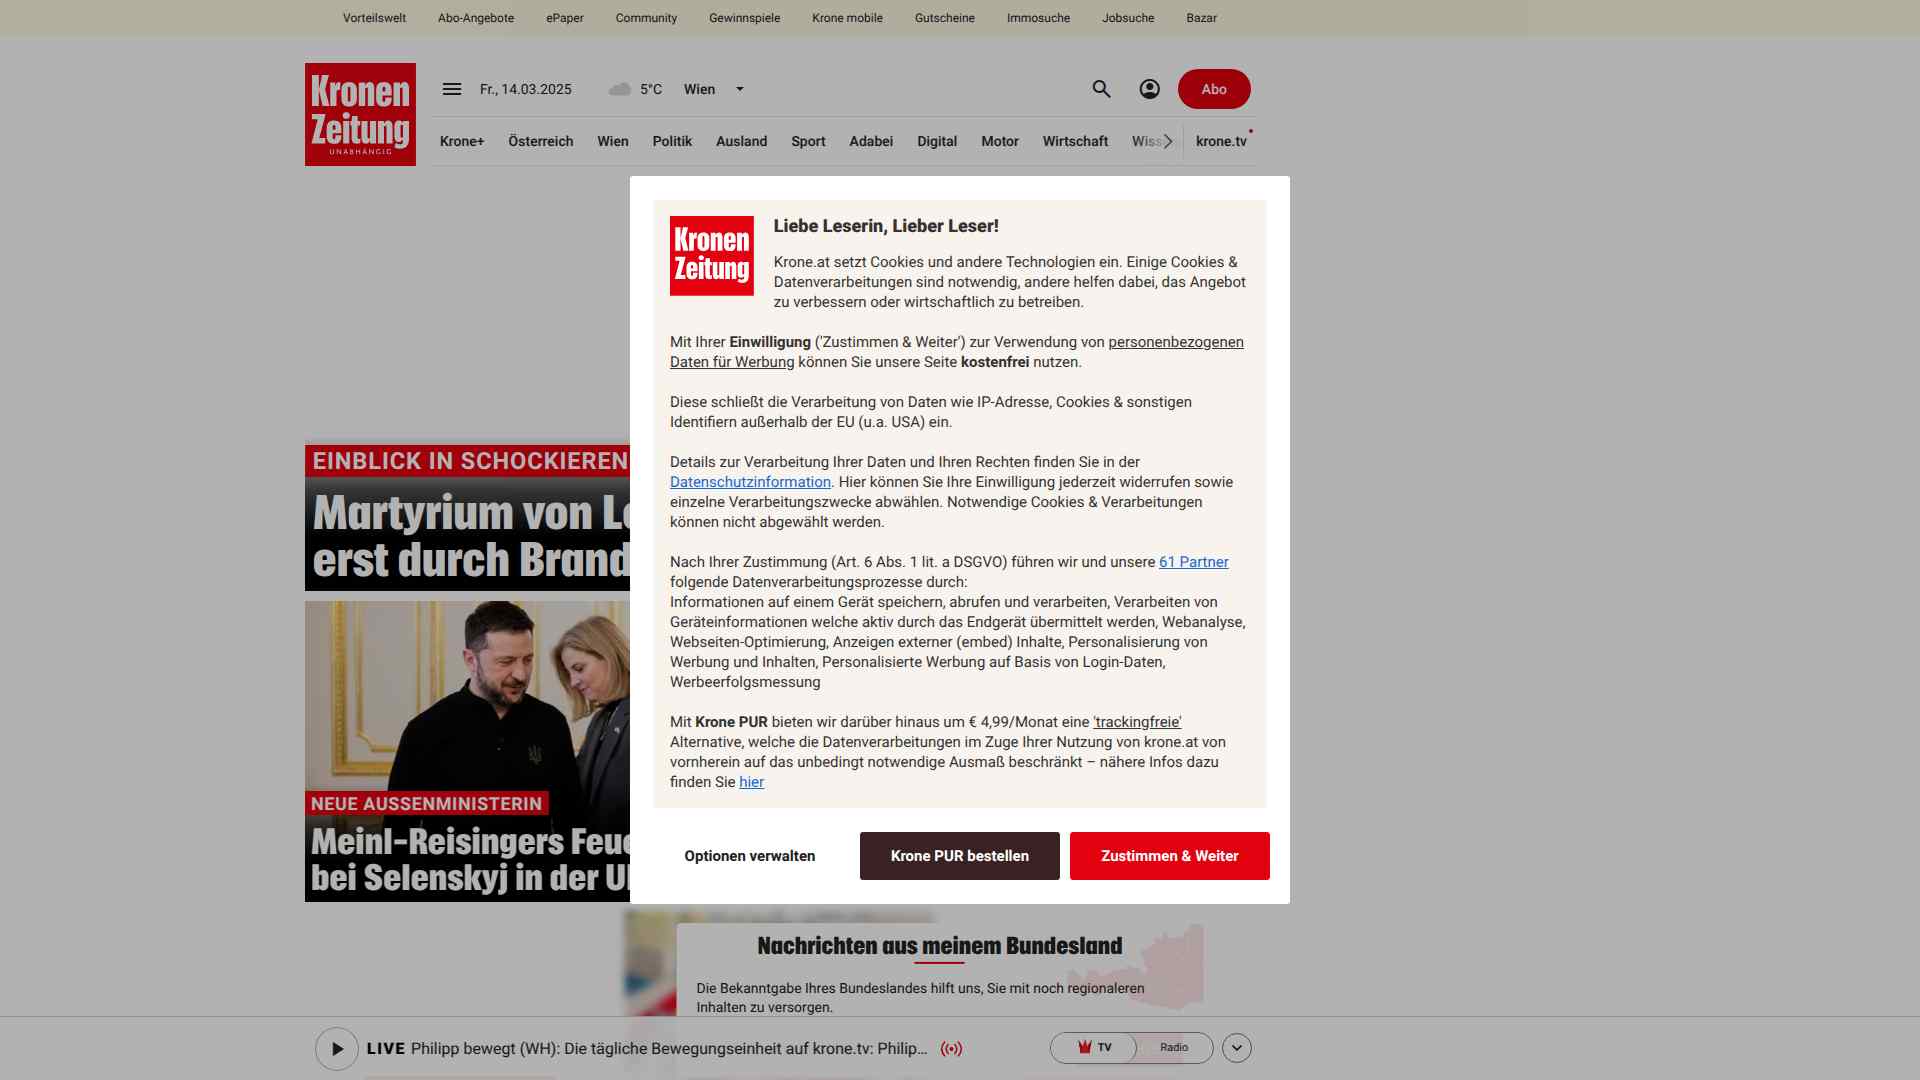 Vorteilswelt Abo-Angebote ePaper Community Gewinnspiele Krone mobile Gutscheine Immosuche Jobsuche Bazar
Kronen
Zeitung
UNABHÄNGIG
Fr., 14.03.2025 5°C Wien Abo
Krone+ Österreich Wien Politik Ausland Sport Adabei Digital Motor Wirtschaft krone.tv
Kronen
Zeitung
Liebe Leserin, Lieber Leser!
Krone.at setzt Cookies und andere Technologien ein. Einige Cookies &
Datenverarbeitungen sind notwendig, andere helfen dabei, das Angebot
zu verbessern oder wirtschaftlich zu betreiben.
Mit Ihrer Einwilligung ('Zustimmen & Weiter') zur Verwendung von personenbezogenen
Daten für Werbung können Sie unsere Seite kostenfrei nutzen.
Diese schließt die Verarbeitung von Daten wie IP-Adresse, Cookies & sonstigen
Identifiern außerhalb der EU (u.a. USA) ein.
Details zur Verarbeitung Ihrer Daten und Ihren Rechten finden Sie in der
Datenschutzinformation. Hier können Sie Ihre Einwilligung jederzeit widerrufen sowie
einzelne Verarbeitungszwecke abwählen. Notwendige Cookies & Verarbeitungen
können nicht abgewählt werden.
Nach Ihrer Zustimmung (Art. 6 Abs. 1 lit. a DSGVO) führen wir und unsere 61 Partner
folgende Datenverarbeitungsprozesse durch:
Informationen auf einem Gerät speichern, abrufen und verarbeiten, Verarbeiten von
Geräteinformationen welche aktiv durch das Endgerät übermittelt werden, Webanalyse,
Webseiten-Optimierung, Anzeigen externer (embed) Inhalte, Personalisierung von
Werbung und Inhalten, Personalisierte Werbung auf Basis von Login-Daten,
Werbeerfolgsmessung
Mit Krone PUR bieten wir darüber hinaus um € 4,99/Monat eine 'trackingfreie'
Alternative, welche die Datenverarbeitungen im Zuge Ihrer Nutzung von krone.at von
vornherein auf das unbedingt notwendige Ausmaß beschränkt – nähere Infos dazu
finden Sie hier
Optionen verwalten Krone PUR bestellen Zustimmen & Weiter
EINBLICK IN SCHOCKIEREN
Martyrium von
erst durch Brand
NEUE AUSSENMINISTERIN
Meinl-Reisingers
bei Selenskyj in der
Nachrichten aus meinem Bundesland
Die Bekanntgabe Ihres Bundeslandes hilft uns, Sie mit noch regionaleren
Inhalten zu versorgen.
LIVE Philipp bewegt (WH): Die tägliche Bewegungseinheit auf krone.tv: Philip... TV Radio